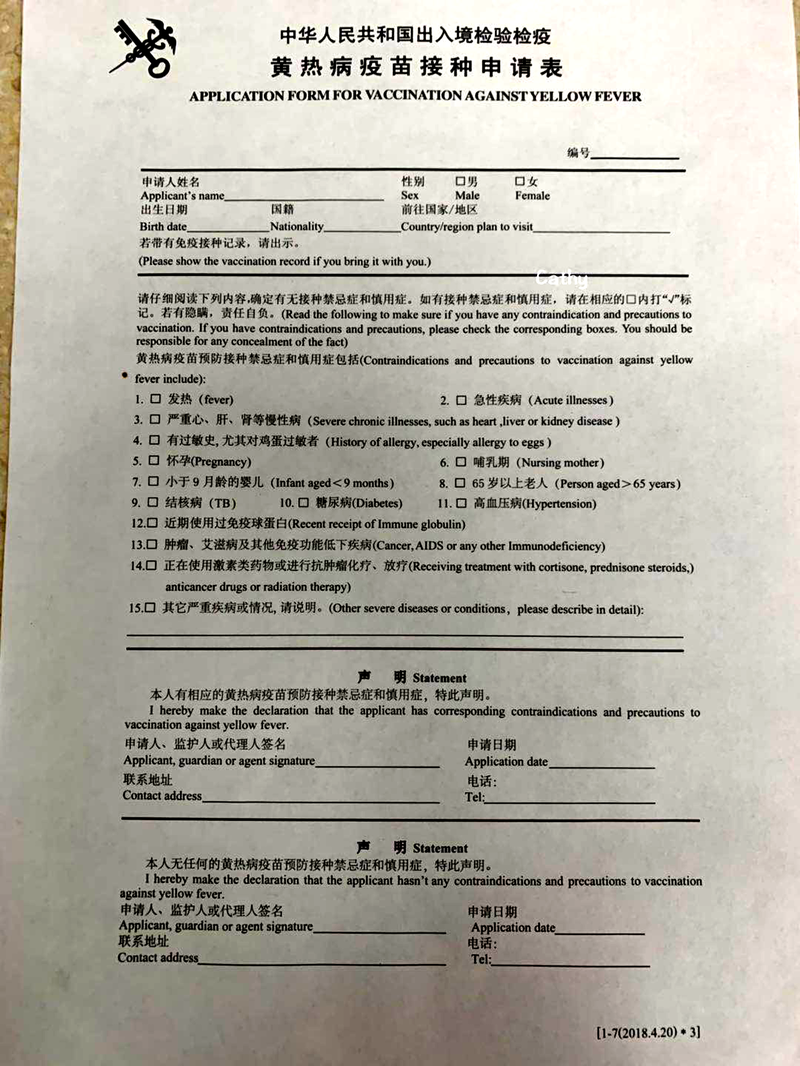 中华人民共和国出入境检验检疫
黄热病疫苗接种申请表
APPLICATION FORM FOR VACCINATION AGAINST YELLOW FEVER
编号
申请人姓名 性别 □男 □女
Applicant's name Sex Male Female
出生日期 国籍 前往国家/地区
Birth date Nationality Country/region plan to visit
若带有免疫接种记录，请出示。
(Please show the vaccination record if you bring it with you.)
Cathy
请仔细阅读下列内容,确定有无接种禁忌症和慎用症。如有接种禁忌症和慎用症，请在相应的□内打“√”标
记。若有隐瞒，责任自负。(Read the following to make sure if you have any contraindication and precautions to
vaccination. If you have contraindications and precautions, please check the corresponding boxes. You should be
responsible for any concealment of the fact)
黄热病疫苗预防接种禁忌症和慎用症包括(Contraindications and precautions to vaccination against yellow
fever include):
1. □ 发热 (fever) 2. □ 急性疾病 (Acute illnesses)
3. □ 严重心、肝、肾等慢性病 (Severe chronic illnesses, such as heart ,liver or kidney disease )
4. □ 有过敏史, 尤其对鸡蛋过敏者 (History of allergy, especially allergy to eggs )
5. □ 怀孕(Pregnancy) 6. □ 哺乳期 (Nursing mother)
7. □ 小于9月龄的婴儿 (Infant aged＜9 months) 8. □ 65岁以上老人 (Person aged＞65 years)
9. □ 结核病 (TB) 10. □ 糖尿病(Diabetes) 11. □ 高血压病(Hypertension)
12.□ 近期使用过免疫球蛋白(Recent receipt of Immune globulin)
13.□ 肿瘤、艾滋病及其他免疫功能低下疾病(Cancer, AIDS or any other Immunodeficiency)
14.□ 正在使用激素类药物或进行抗肿瘤化疗、放疗(Receiving treatment with cortisone, prednisone steroids,)
anticancer drugs or radiation therapy)
15.□ 其它严重疾病或情况, 请说明。(Other severe diseases or conditions, please describe in detail):
声 明 Statement
本人有相应的黄热病疫苗预防接种禁忌症和慎用症，特此声明。
I hereby make the declaration that the applicant has corresponding contraindications and precautions to
vaccination against yellow fever.
申请人、监护人或代理人签名 申请日期
Applicant, guardian or agent signature Application date
联系地址 电话:
Contact address Tel:
声 明 Statement
本人无任何的黄热病疫苗预防接种禁忌症和慎用症，特此声明。
I hereby make the declaration that the applicant hasn't any contraindications and precautions to vaccination
against yellow fever.
申请人、监护人或代理人签名 申请日期
Applicant, guardian or agent signature Application date
联系地址 电话:
Contact address Tel:
[1-7(2018.4.20)*3]